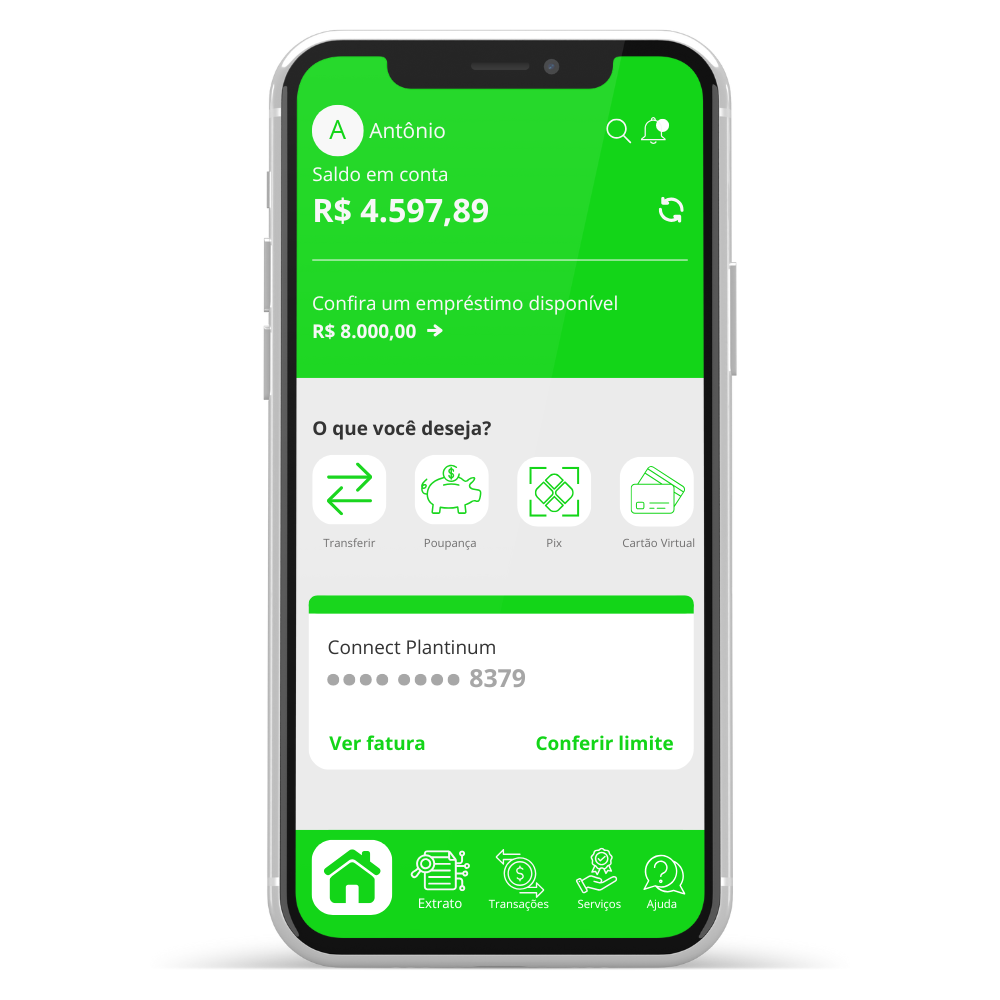 A Antônio
Saldo em conta
R$ 4.597,89
Confira um empréstimo disponível
R$ 8.000,00 →
O que você deseja?
Transferir Poupança Pix Cartão Virtual
Connect Plantinum
●●●● ●●●● 8379
Ver fatura Conferir limite
Extrato Transações Serviços Ajuda